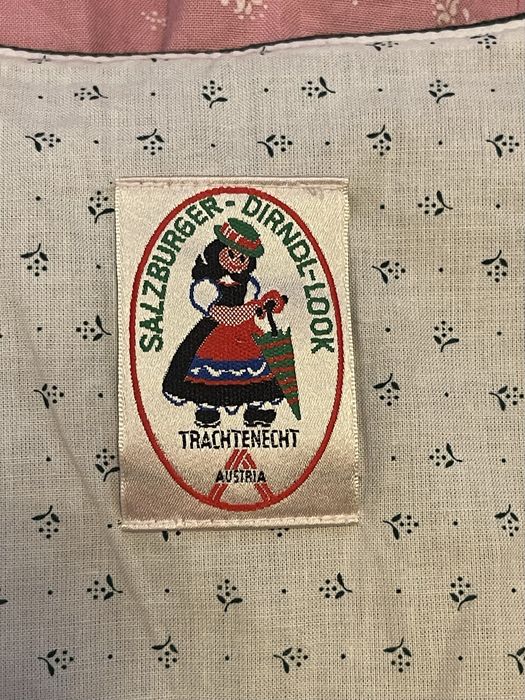 SALZBURGER - DIRNDL-LOOK
TRACHTENECHT
AUSTRIA